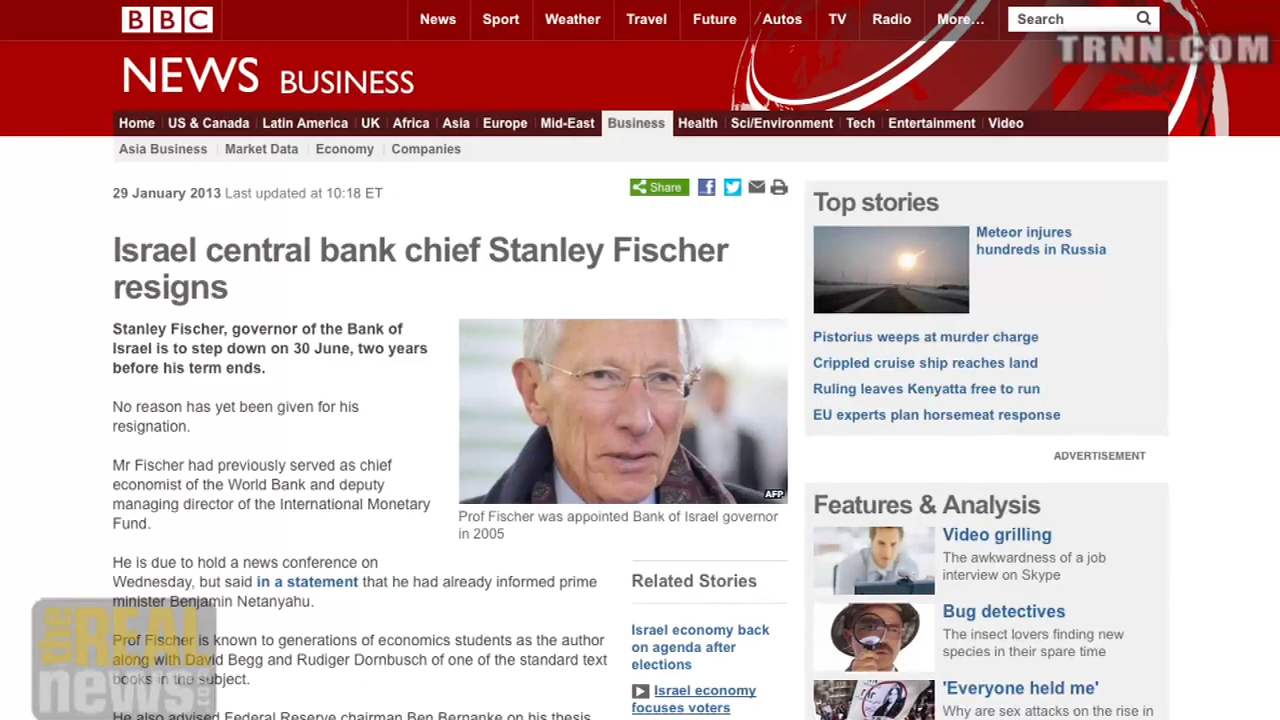 BBC
News Sport Weather Travel Future Autos TV Radio More... Search
TRNN.COM
NEWS BUSINESS
Home US & Canada Latin America UK Africa Asia Europe Mid-East Business Health Sci/Environment Tech Entertainment Video
Asia Business Market Data Economy Companies
29 January 2013 Last updated at 10:18 ET
Share
Israel central bank chief Stanley Fischer
resigns
Stanley Fischer, governor of the Bank of
Israel is to step down on 30 June, two years
before his term ends.
No reason has yet been given for his
resignation.
Mr Fischer had previously served as chief
economist of the World Bank and deputy
managing director of the International Monetary
Fund.
He is due to hold a news conference on
Wednesday, but said in a statement that he had already informed prime
minister Benjamin Netanyahu.
Prof Fischer is known to generations of economics students as the author
along with David Begg and Rudiger Dornbusch of one of the standard text
books in the subject.
He also advised Federal Reserve chairman Ben Bernanke on his thesis
AFP
Prof Fischer was appointed Bank of Israel governor
in 2005
Related Stories
Israel economy back
on agenda after
elections
Israel economy
focuses voters
Top stories
Meteor injures
hundreds in Russia
Pistorius weeps at murder charge
Crippled cruise ship reaches land
Ruling leaves Kenyatta free to run
EU experts plan horsemeat response
ADVERTISEMENT
Features & Analysis
Video grilling
The awkwardness of a job
interview on Skype
Bug detectives
The insect lovers finding new
species in their spare time
'Everyone held me'
Why are sex attacks on the rise in
the REAL
news.com